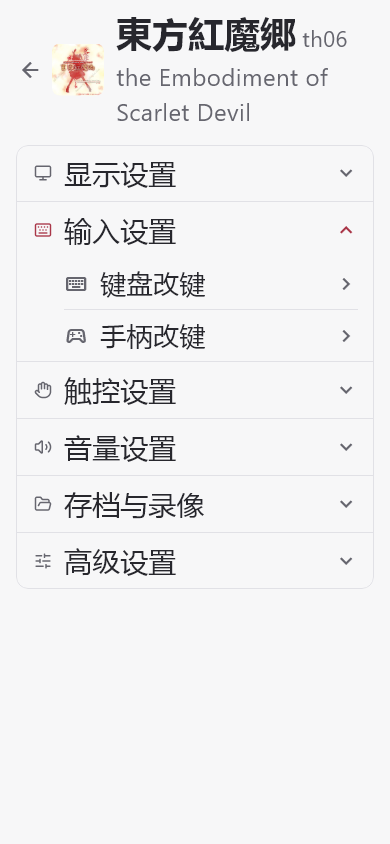 東方紅魔郷 th06
the Embodiment of
Scarlet Devil
显示设置
输入设置
键盘改键
手柄改键
触控设置
音量设置
存档与录像
高级设置